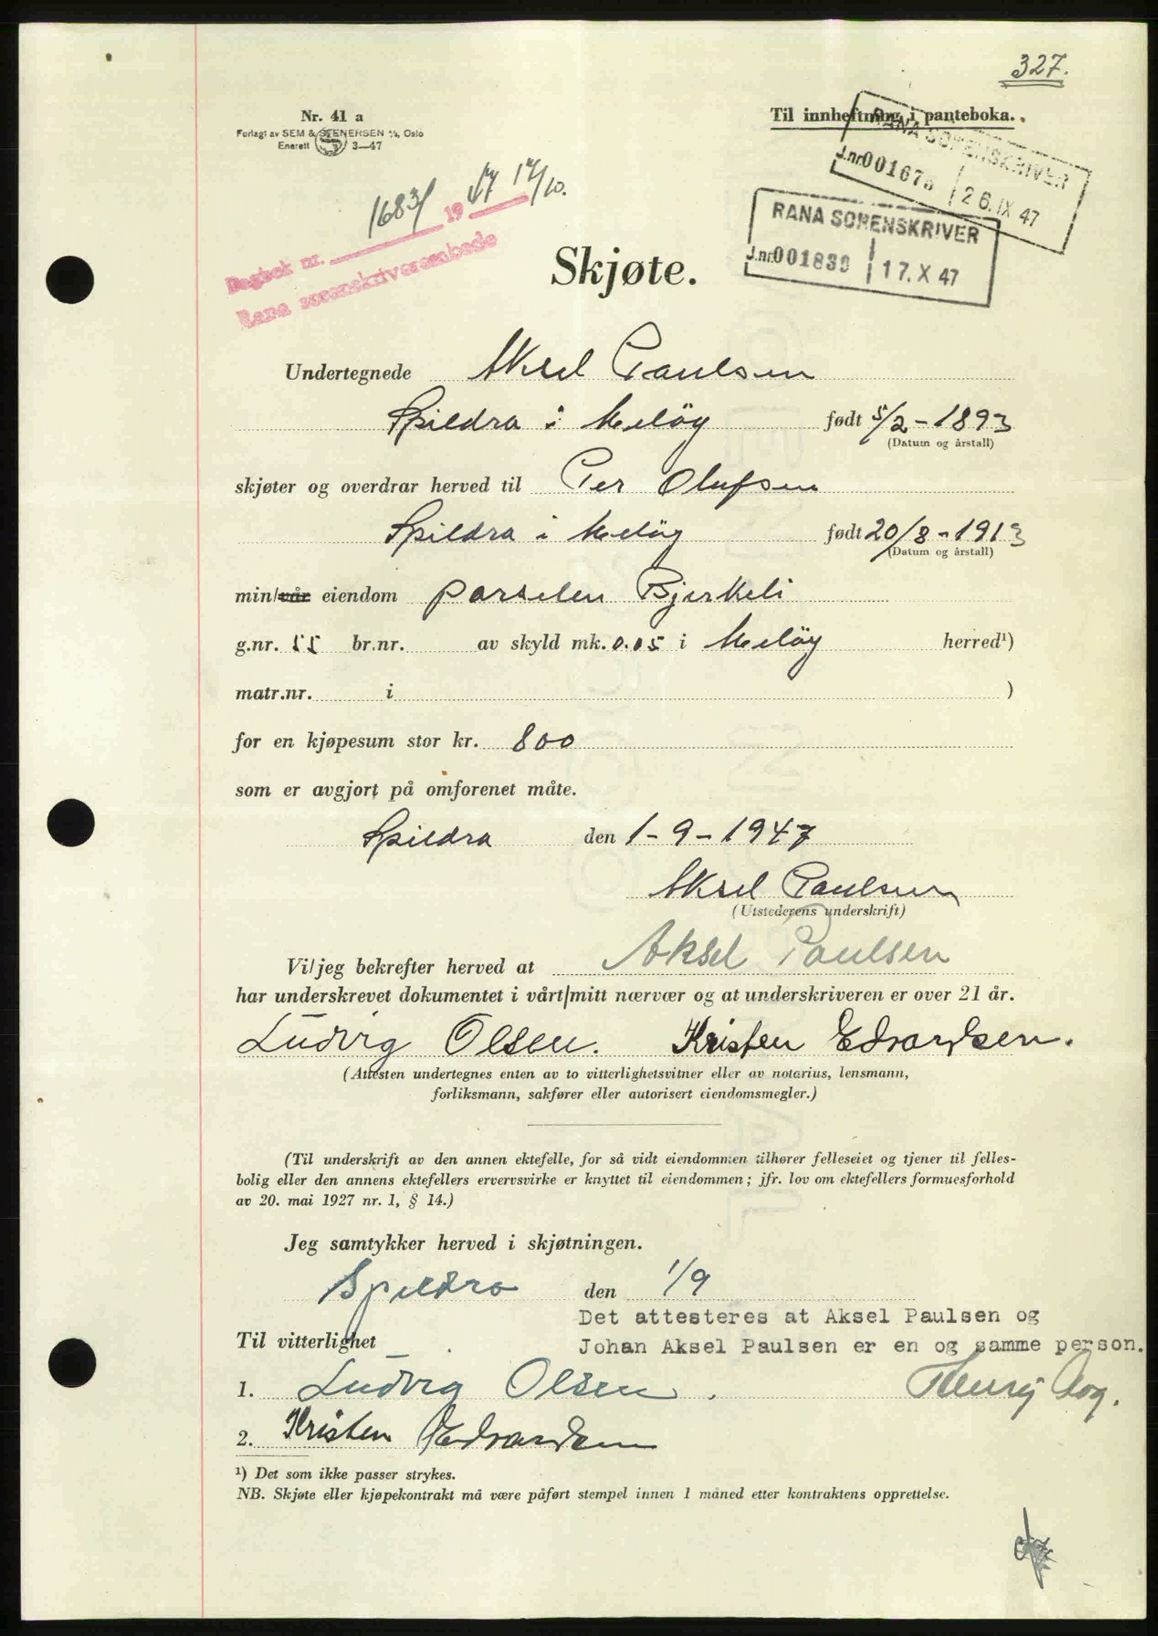 327.
Nr. 41 a
Forlagt av SEM & STENERSEN A/S, Oslo
Enerett 3—47
Til innheftning i panteboka.
RANA SORENSKRIVER
J.nr. 00167
26. IX 47
RANA SORENSKRIVER
J.nr. 001839
17. X 47
Dagbok nr. 1683/ 1947 17/10.
Rana sorenskriverembede
Skjøte.
Undertegnede Aksel Paulsen
Spildra i Meløy født 5/2 - 1893
(Datum og årstall)
skjøter og overdrar herved til Per Olufsen
Spildra i Meløy født 20/8 - 1913
(Datum og årstall)
min/vår eiendom parselen Bjerkeli
g.nr. 55 br.nr. av skyld mk. 0.05 i Meløy herred¹)
matr.nr. i )
for en kjøpesum stor kr. 800
som er avgjort på omforenet måte.
Spildra den 1-9-1947
Aksel Paulsen
(Utstederens underskrift)
Vi/jeg bekrefter herved at Aksel Paulsen
har underskrevet dokumentet i vårt/mitt nærvær og at underskriveren er over 21 år.
Ludvig Olsen. Kristen Edvardsen.
(Attesten undertegnes enten av to vitterlighetsvitner eller av notarius, lensmann,
forliksmann, sakfører eller autorisert eiendomsmegler.)
(Til underskrift av den annen ektefelle, for så vidt eiendommen tilhører felleseiet og tjener til felles-
bolig eller den annens ektefellers ervervsvirke er knyttet til eiendommen; jfr. lov om ektefellers formuesforhold
av 20. mai 1927 nr. 1, § 14.)
Jeg samtykker herved i skjøtningen.
Spildra den 1/9
Det attesteres at Aksel Paulsen og
Til vitterlighet
Johan Aksel Paulsen er en og samme person.
1. Ludvig Olsen.
Henry
2. Kristen Edvardsen
¹) Det som ikke passer strykes.
NB. Skjøte eller kjøpekontrakt må være påført stempel innen 1 måned etter kontraktens opprettelse.